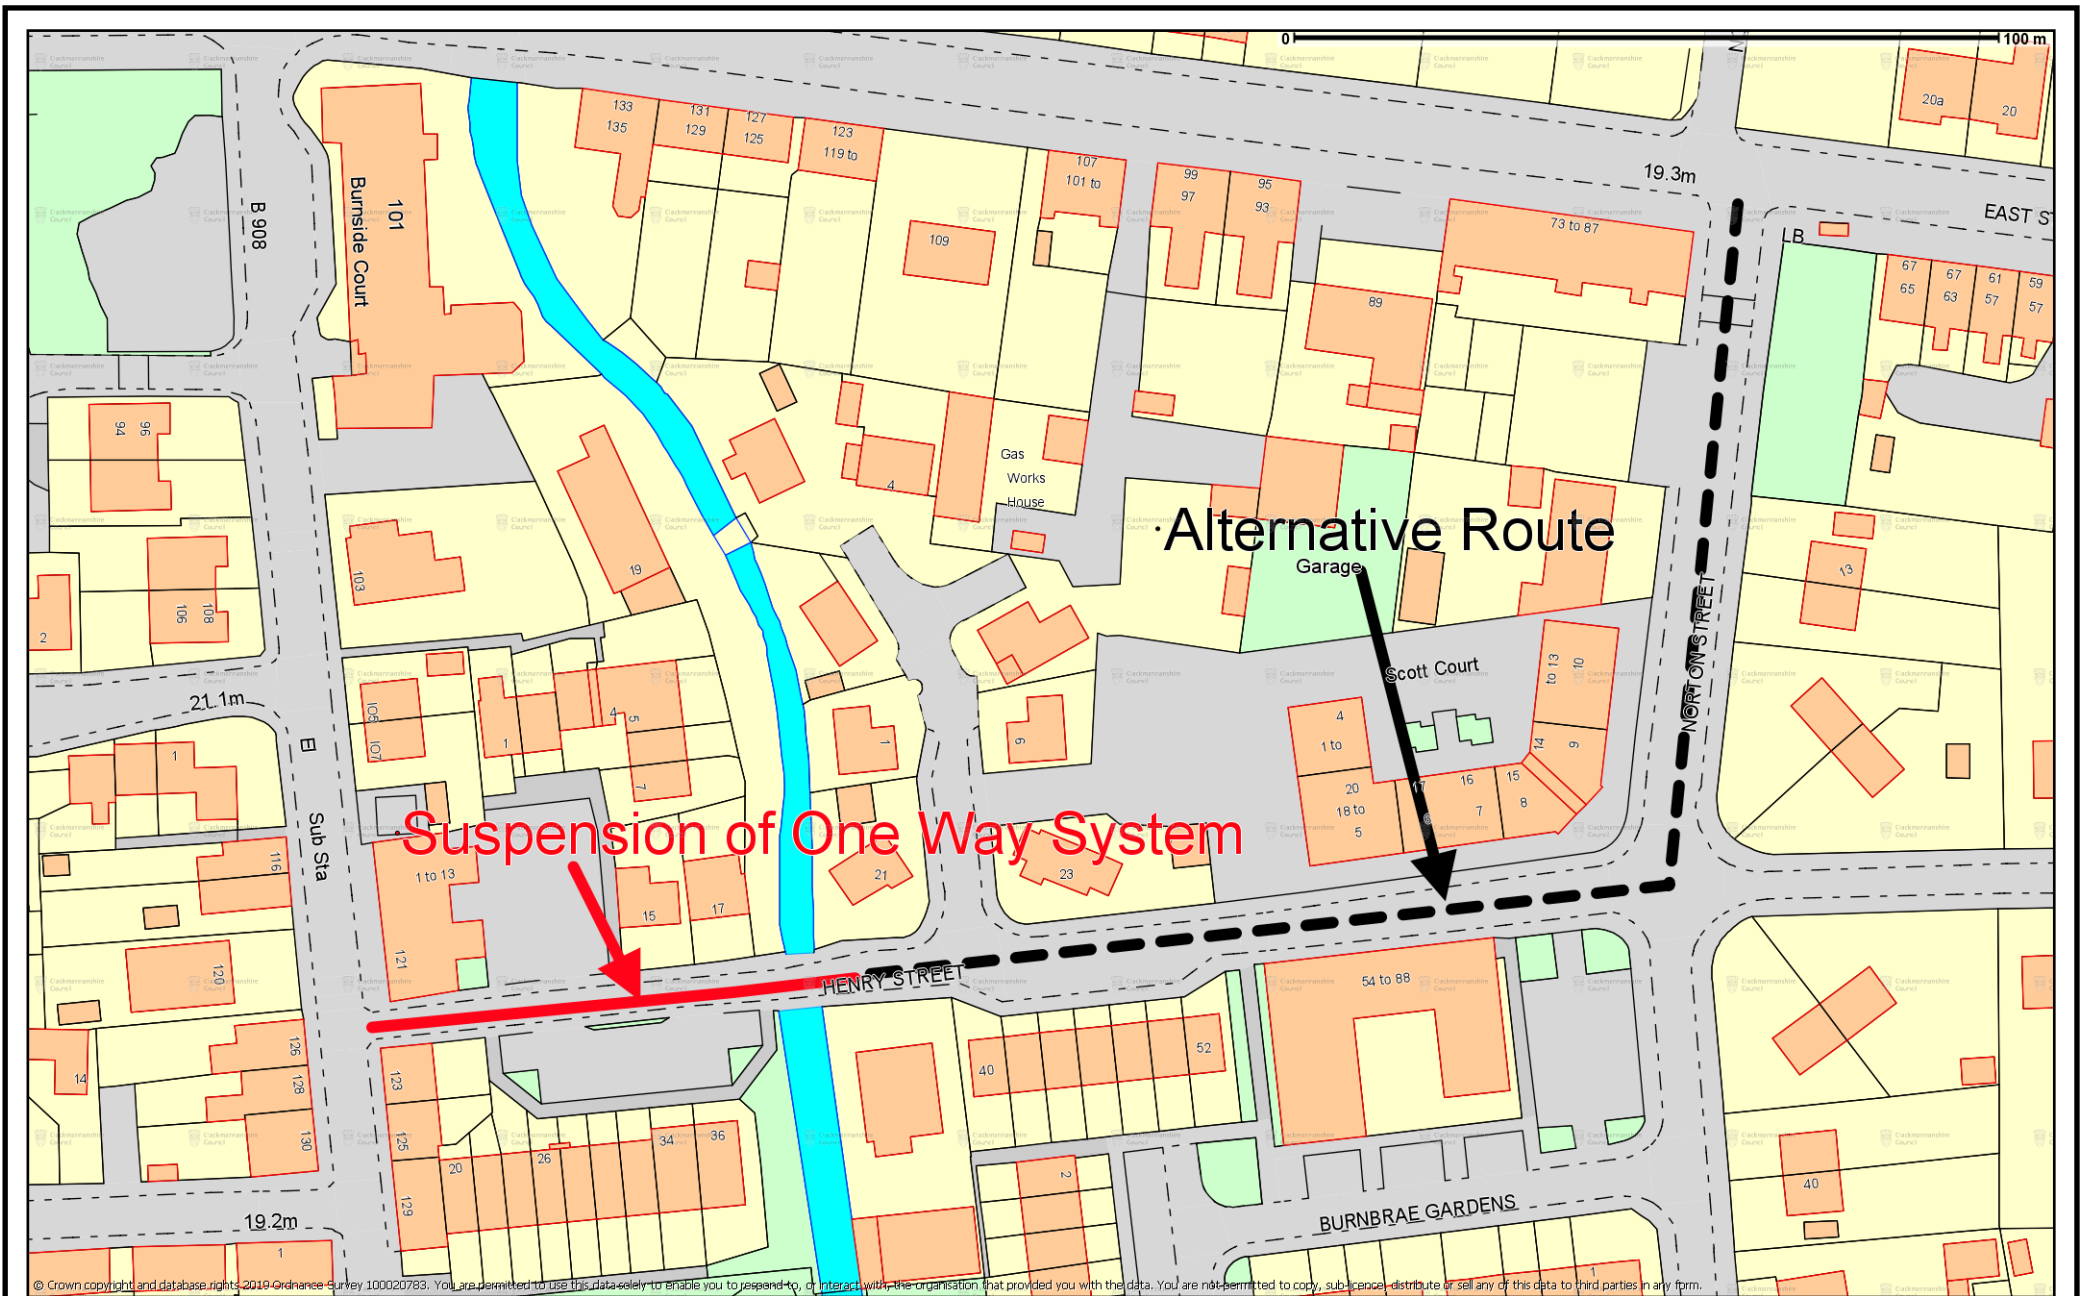 0
100 m
N
20a
20
133
135
131
129
127
125
123
119 to
107
101 to
99
97
95
93
19.3m
73 to 87
EAST S
LB
B 908
101
Burnside Court
109
89
67
65
67
63
61
57
59
57
94
96
4
Gas
Works
House
Alternative Route
Garage
103
19
13
106
108
2
NORTON STREET
Scott Court
to 13
10
21.1m
El
Sub Sta
105
107
1
4
5
7
1
6
4
1 to
20
18 to
5
17
6
16
7
15
8
14
9
1
Suspension of One Way System
116
1 to 13
121
15
17
21
23
120
HENRY STREET
54 to 88
126
128
130
14
123
125
129
40
52
20
26
34
36
2
40
19.2m
1
BURNBRAE GARDENS
1
© Crown copyright and database rights 2019 Ordnance Survey 100020783. You are permitted to use this data solely to enable you to respond to, or interact with, the organisation that provided you with the data. You are not permitted to copy, sub-licence, distribute or sell any of this data to third parties in any form.
Clackmannanshire
Council